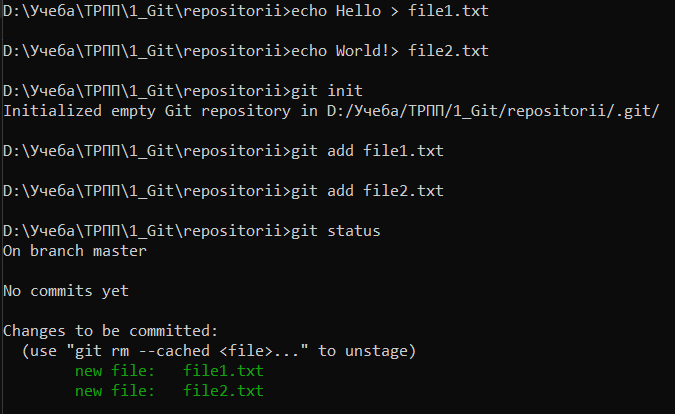 D:\Учеба\ТРПП\1_Git\repositorii>echo Hello > file1.txt
D:\Учеба\ТРПП\1_Git\repositorii>echo World!> file2.txt
D:\Учеба\ТРПП\1_Git\repositorii>git init
Initialized empty Git repository in D:/Учеба/ТРПП/1_Git/repositorii/.git/
D:\Учеба\ТРПП\1_Git\repositorii>git add file1.txt
D:\Учеба\ТРПП\1_Git\repositorii>git add file2.txt
D:\Учеба\ТРПП\1_Git\repositorii>git status
On branch master
No commits yet
Changes to be committed:
  (use "git rm --cached <file>..." to unstage)
        new file:   file1.txt
        new file:   file2.txt